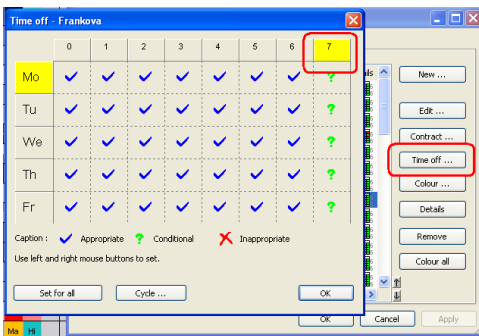 Time off - Frankova
0 1 2 3 4 5 6 7
Mo
Tu
We
Th
Fr
Caption : Appropriate Conditional Inappropriate
Use left and right mouse buttons to set.
Set for all Cycle ... OK
ils
New ...
Edit ...
Contract ...
Time off ...
Colour ...
Details
Remove
Colour all
OK Cancel Apply
Ma Hi